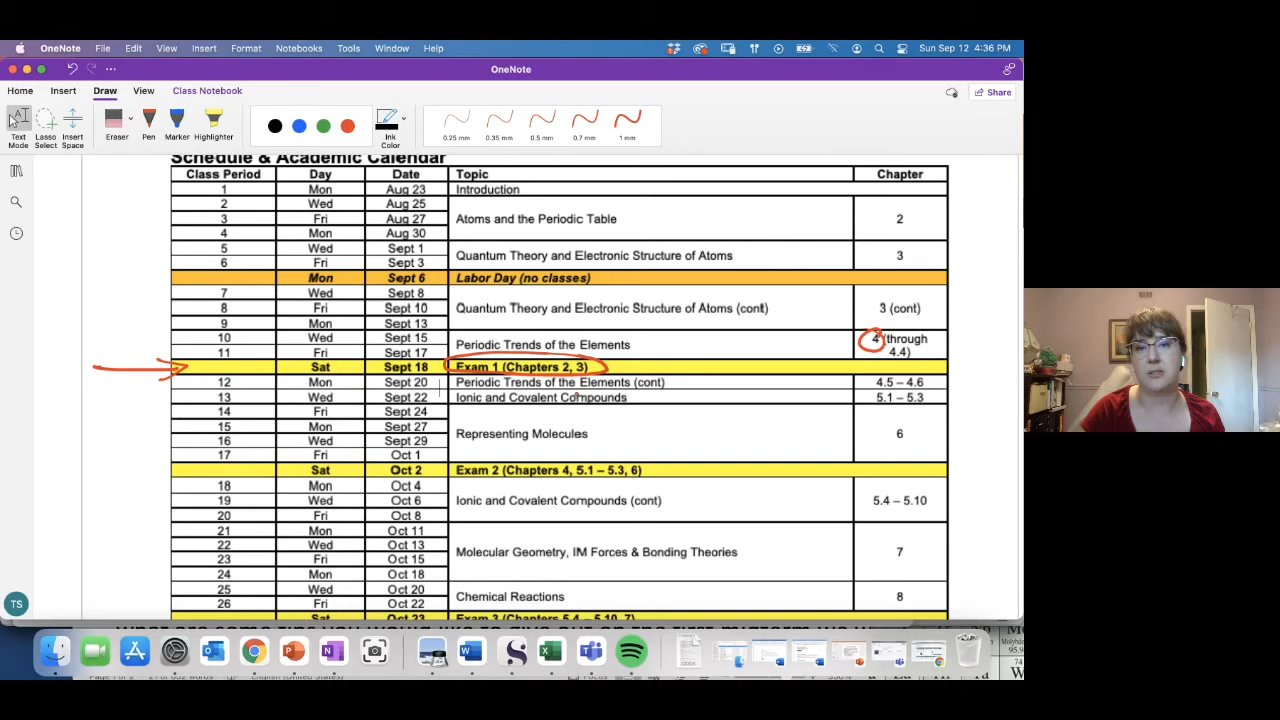 OneNote File Edit View Insert Format Notebooks Tools Window Help Sun Sep 12 4:36 PM
OneNote
Home Insert Draw View Class Notebook Share
Text Mode Lasso Select Insert Space Eraser Pen Marker Highlighter Ink Color 0.25 mm 0.35 mm 0.5 mm 0.7 mm 1 mm
Schedule & Academic Calendar
Class Period Day Date Topic Chapter
1 Mon Aug 23 Introduction
2 Wed Aug 25
3 Fri Aug 27 Atoms and the Periodic Table 2
4 Mon Aug 30
5 Wed Sept 1 Quantum Theory and Electronic Structure of Atoms 3
6 Fri Sept 3
Mon Sept 6 Labor Day (no classes)
7 Wed Sept 8
8 Fri Sept 10 Quantum Theory and Electronic Structure of Atoms (cont) 3 (cont)
9 Mon Sept 13
10 Wed Sept 15 Periodic Trends of the Elements 4 (through
11 Fri Sept 17 4.4)
Sat Sept 18 Exam 1 (Chapters 2, 3)
12 Mon Sept 20 Periodic Trends of the Elements (cont) 4.5 – 4.6
13 Wed Sept 22 Ionic and Covalent Compounds 5.1 – 5.3
14 Fri Sept 24
15 Mon Sept 27 Representing Molecules 6
16 Wed Sept 29
17 Fri Oct 1
Sat Oct 2 Exam 2 (Chapters 4, 5.1 – 5.3, 6)
18 Mon Oct 4
19 Wed Oct 6 Ionic and Covalent Compounds (cont) 5.4 – 5.10
20 Fri Oct 8
21 Mon Oct 11
22 Wed Oct 13 Molecular Geometry, IM Forces & Bonding Theories 7
23 Fri Oct 15
24 Mon Oct 18
25 Wed Oct 20 Chemical Reactions 8
26 Fri Oct 22
Sat Oct 23 Exam 3 (Chapters 5.4 – 5.10, 7)
TS